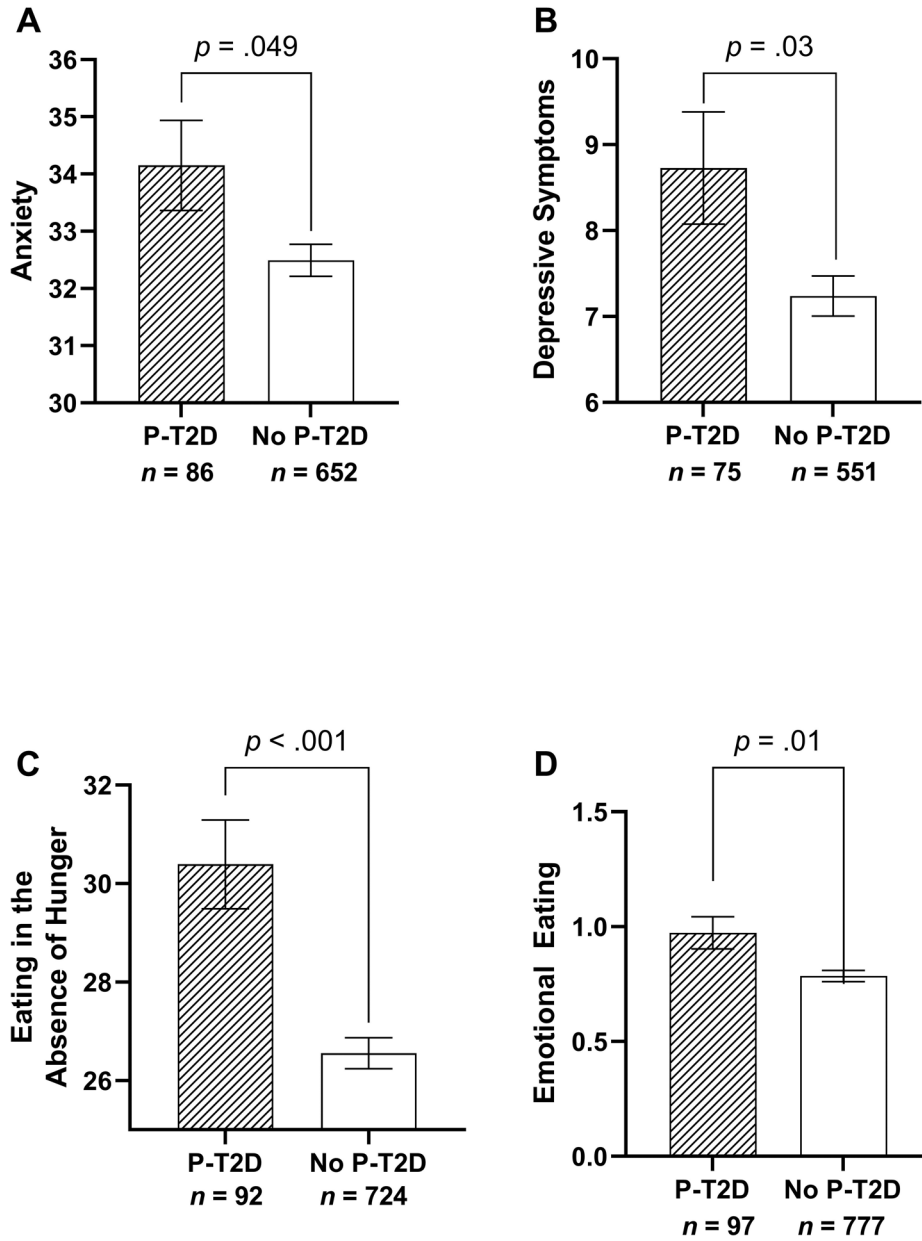 A
p = .049
Anxiety
36
35
34
33
32
31
30
P-T2D No P-T2D
n = 86 n = 652
B
p = .03
Depressive Symptoms
10
9
8
7
6
P-T2D No P-T2D
n = 75 n = 551
C
p < .001
Eating in the
Absence of Hunger
32
30
28
26
P-T2D No P-T2D
n = 92 n = 724
D
p = .01
Emotional Eating
1.5
1.0
0.5
0.0
P-T2D No P-T2D
n = 97 n = 777